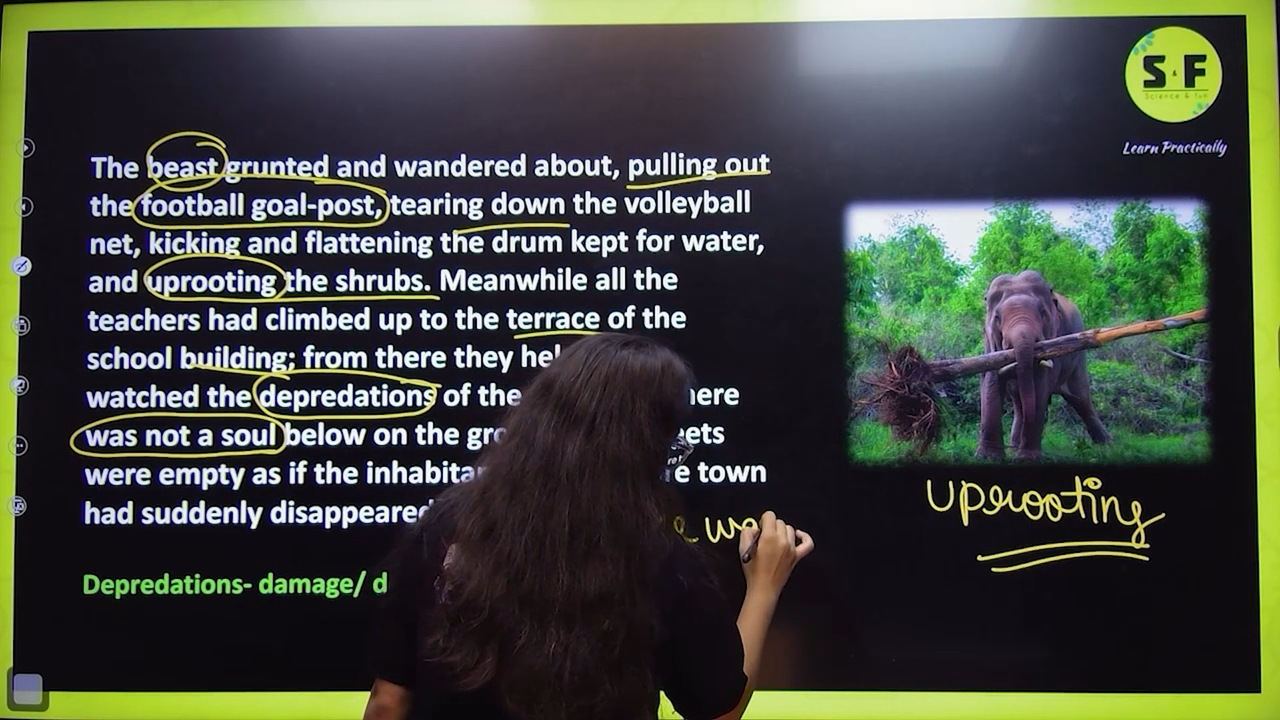 S & F
Science & fun
Learn Practically
The beast grunted and wandered about, pulling out
the football goal-post, tearing down the volleyball
net, kicking and flattening the drum kept for water,
and uprooting the shrubs. Meanwhile all the
teachers had climbed up to the terrace of the
school building; from there they
watched the depredations of the
was not a soul below on the
were empty as if the town
had suddenly disappeared
Depredations- damage/
uprooting